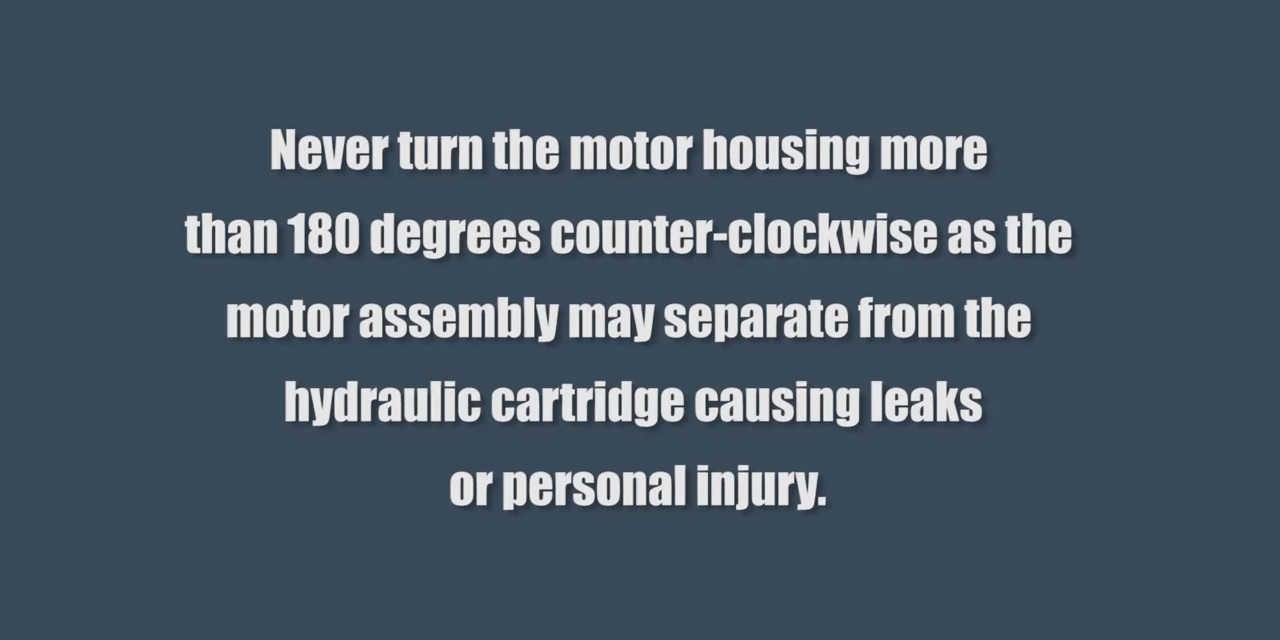 Never turn the motor housing more
than 180 degrees counter-clockwise as the
motor assembly may separate from the
hydraulic cartridge causing leaks
or personal injury.